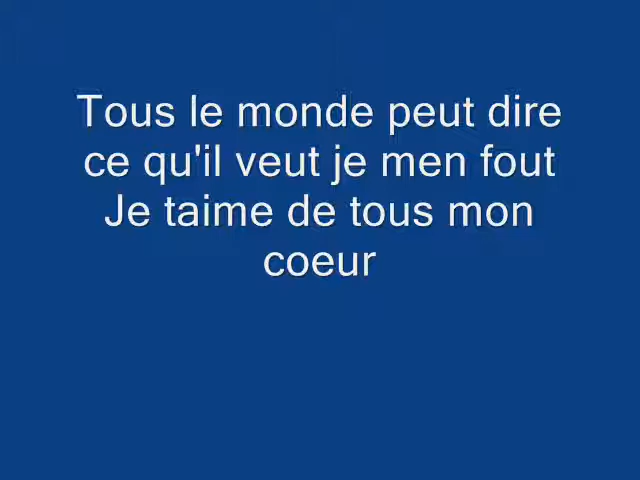 Tous le monde peut dire
ce qu'il veut je men fout
Je taime de tous mon
coeur